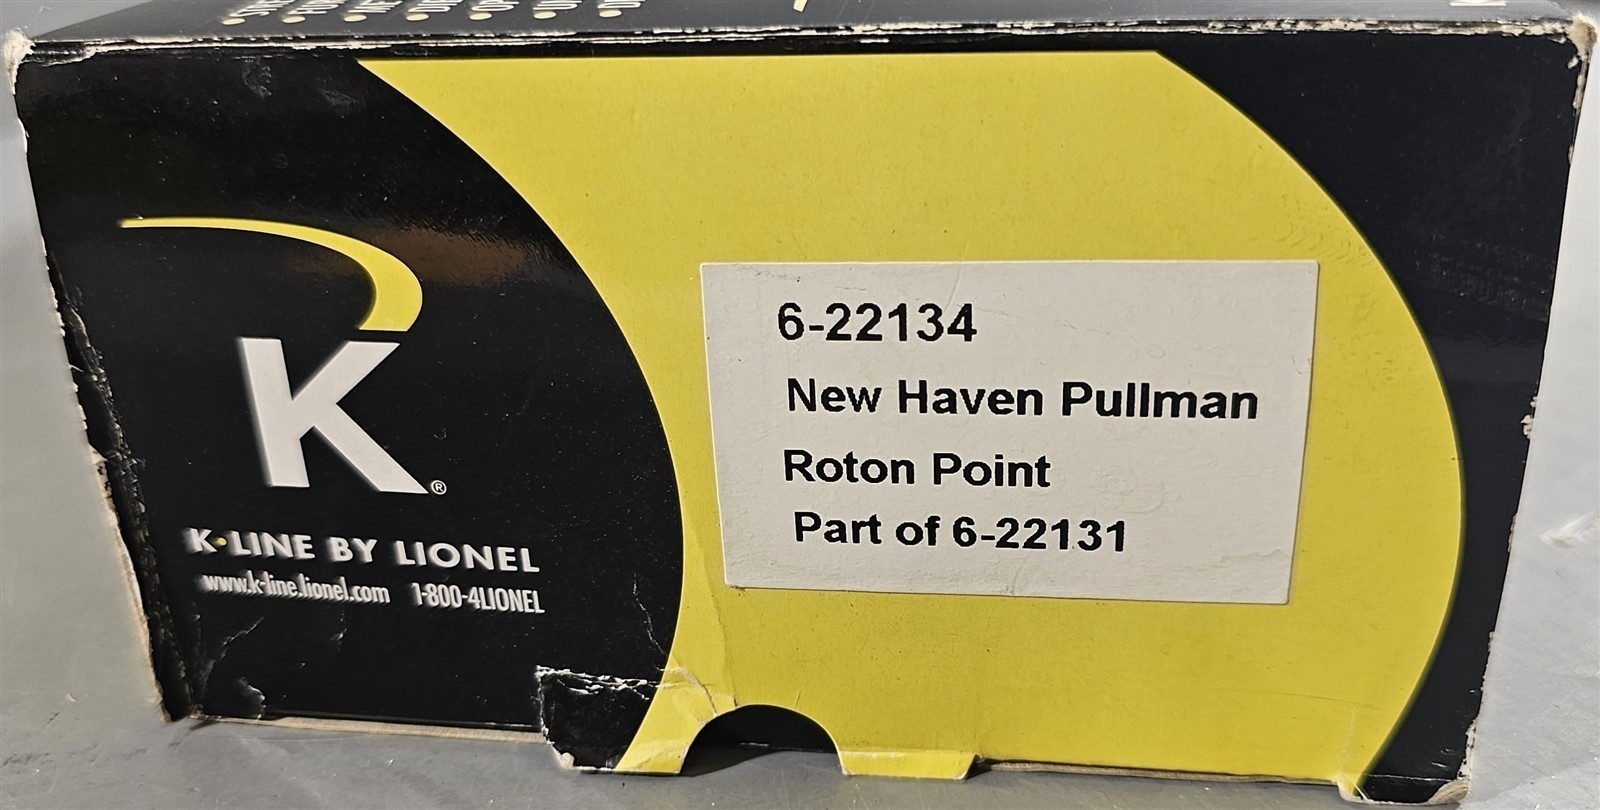 K®
K-LINE BY LIONEL
www.k-line.lionel.com 1-800-4LIONEL
6-22134
New Haven Pullman
Roton Point
Part of 6-22131